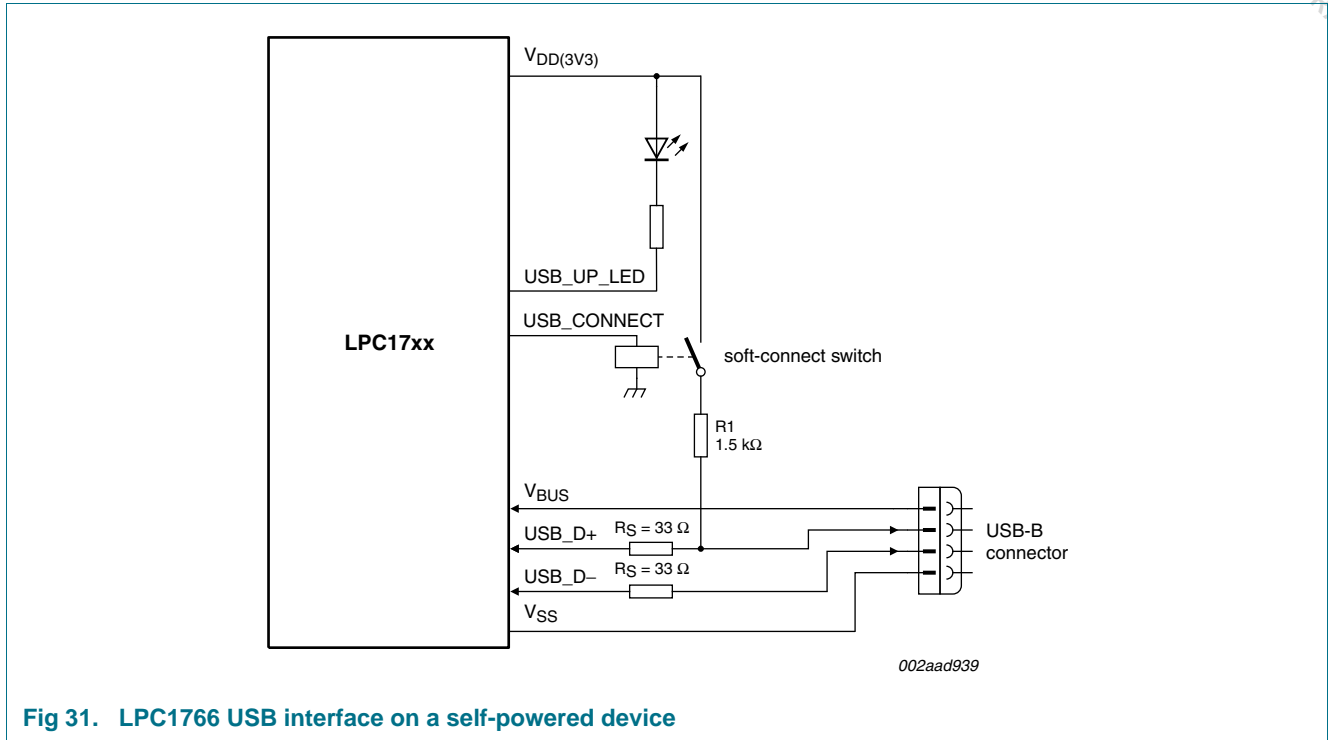 VDD(3V3)
USB_UP_LED
USB_CONNECT
LPC17xx
soft-connect switch
R1
1.5 kΩ
VBUS
USB_D+
RS = 33 Ω
USB_D−
RS = 33 Ω
VSS
USB-B
connector
002aad939
Fig 31. LPC1766 USB interface on a self-powered device